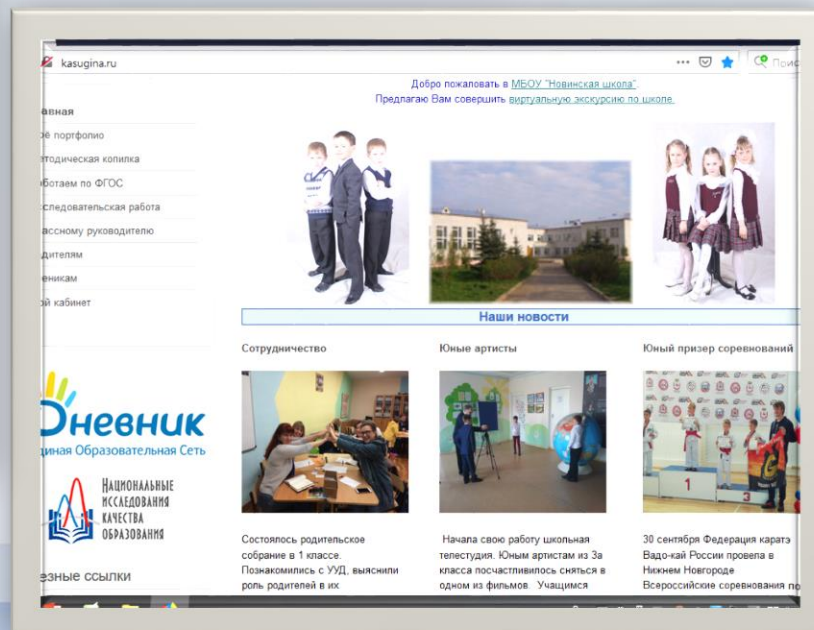 kasugina.ru
Поис
Добро пожаловать в МБОУ "Новинская школа".
Предлагаю Вам совершить виртуальную экскурсию по школе.
авная
ё портфолио
тодическая копилка
ботаем по ФГОС
следовательская работа
ассному руководителю
дителям
еникам
ой кабинет
Дневник
диная Образовательная Сеть
Национальные
исследования
качества
образования
езные ссылки
Наши новости
Сотрудничество
Состоялось родительское
собрание в 1 классе.
Познакомились с УУД, выяснили
роль родителей в их
Юные артисты
Начала свою работу школьная
телестудия. Юным артистам из 3а
класса посчастливилось сняться в
одном из фильмов. Учащимся
Юный призер соревнований
1
3
30 сентября Федерация каратэ
Вадо-кай России провела в
Нижнем Новгороде
Всероссийские соревнования по